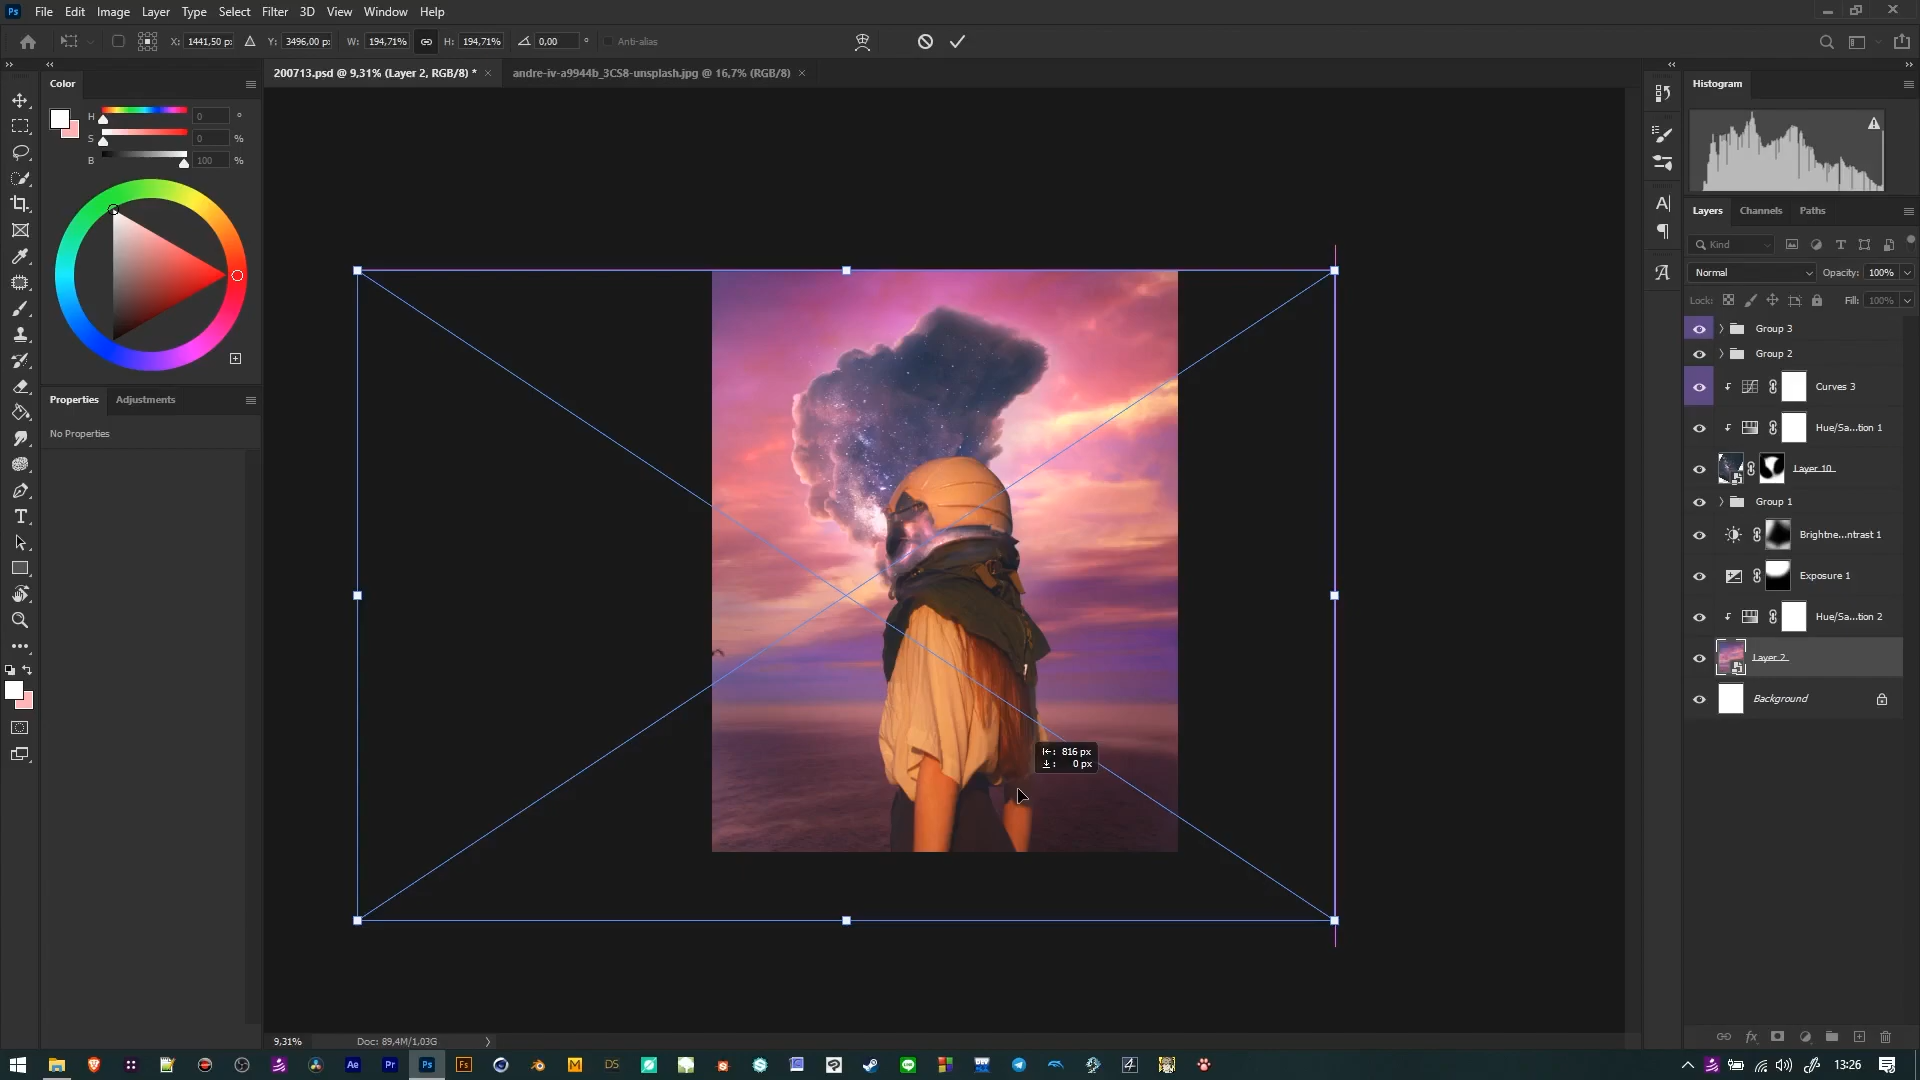 Ps File Edit Image Layer Type Select Filter 3D View Window Help
X: 1441,50 p: Y: 3496,00 p: W: 194,71% H: 194,71% 0,00 ° Anti-alias
Color
200713.psd @ 9,31% (Layer 2, RGB/8) * × andre-iv-a9944b_3CS8-unsplash.jpg @ 16,7% (RGB/8) ×
Histogram
H 0 °
S 0 %
B 100 %
Layers Channels Paths
Kind
Normal Opacity: 100%
Lock: Fill: 100%
Group 3
Group 2
Curves 3
Hue/Sa...tion 1
Layer 10
Group 1
Brightne...ntrast 1
Exposure 1
Hue/Sa...tion 2
Layer 2
Background
Properties Adjustments
No Properties
816 px
0 px
9,31% Doc: 89,4M/1,03G
Ae Pr Ps Fs M DS
13:26